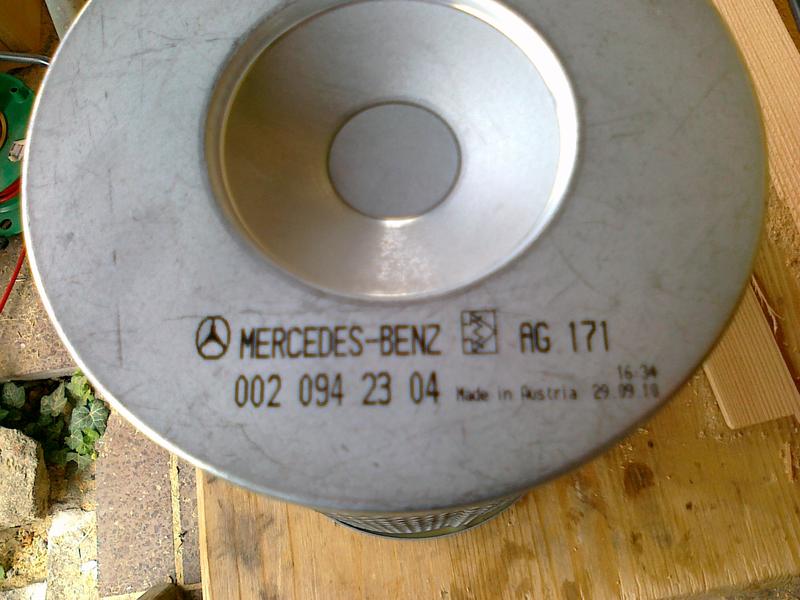 MERCEDES-BENZ AG 171
16:34
002 094 23 04 Made in Austria 29.09.10